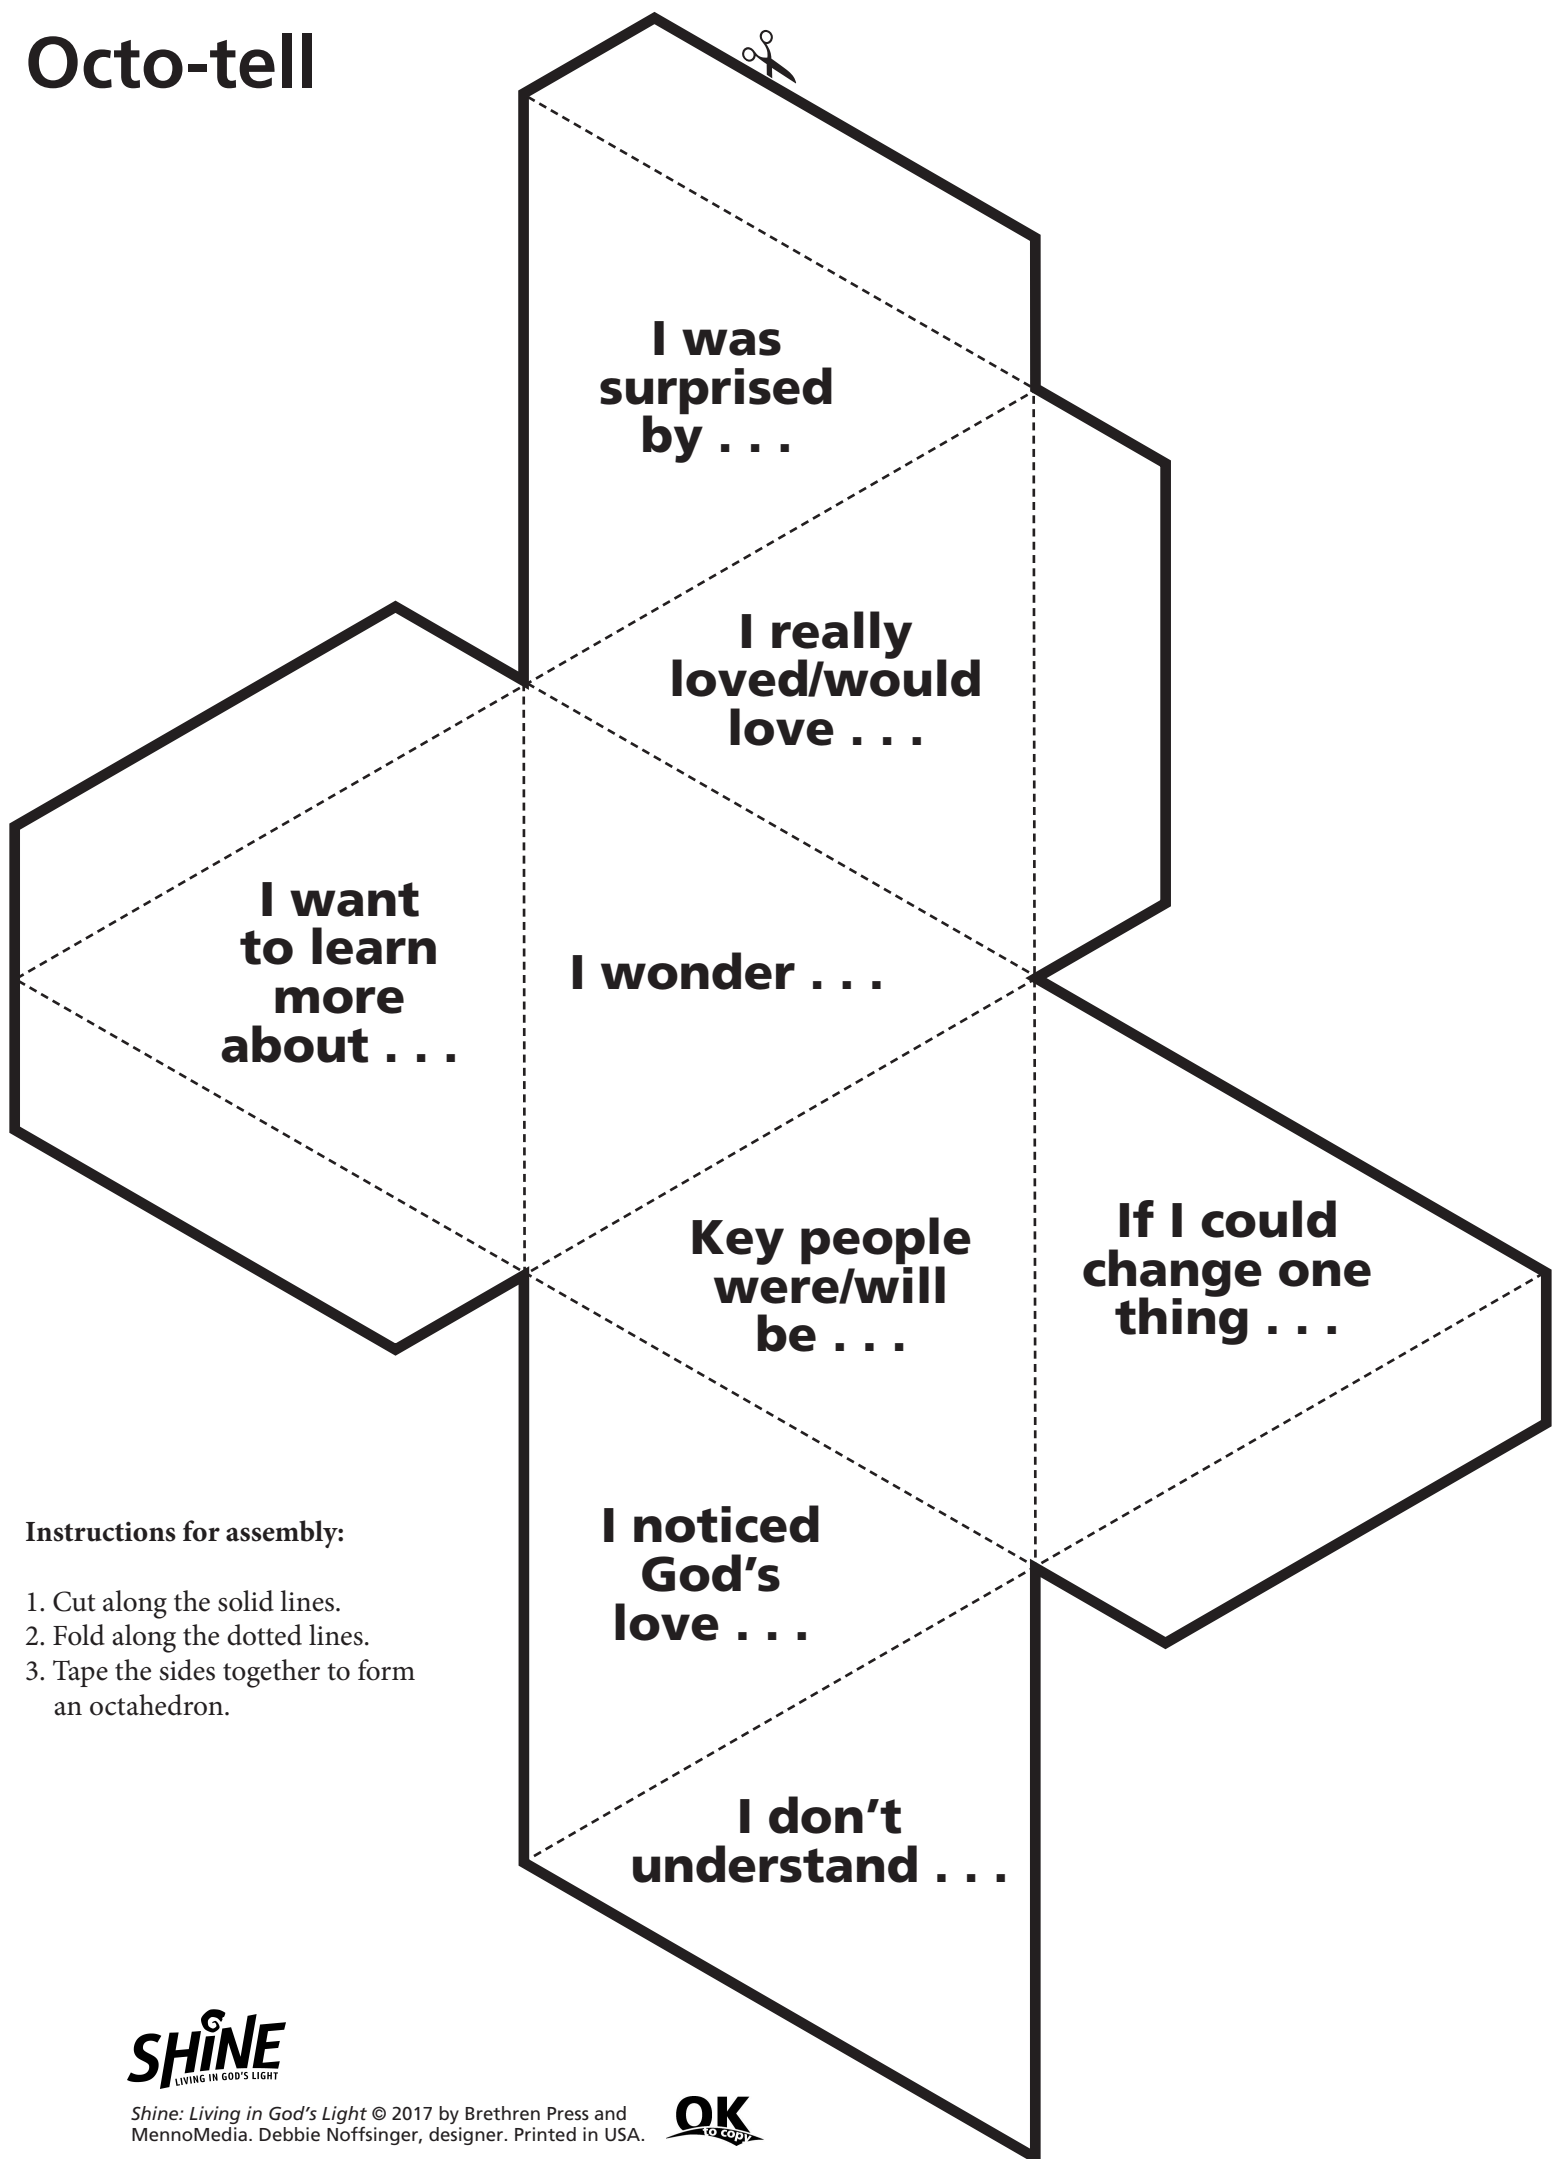 Octo-tell
I was
surprised
by . . .
I really
loved/would
love . . .
I want
to learn
more
about . . .
I wonder . . .
Key people
were/will
be . . .
If I could
change one
thing . . .
I noticed
God’s
love . . .
Instructions for assembly:
1. Cut along the solid lines.
2. Fold along the dotted lines.
3. Tape the sides together to form
an octahedron.
I don’t
understand . . .
SHiNE
LIVING IN GOD'S LIGHT
Shine: Living in God’s Light © 2017 by Brethren Press and
MennoMedia. Debbie Noffsinger, designer. Printed in USA.
OK
to copy